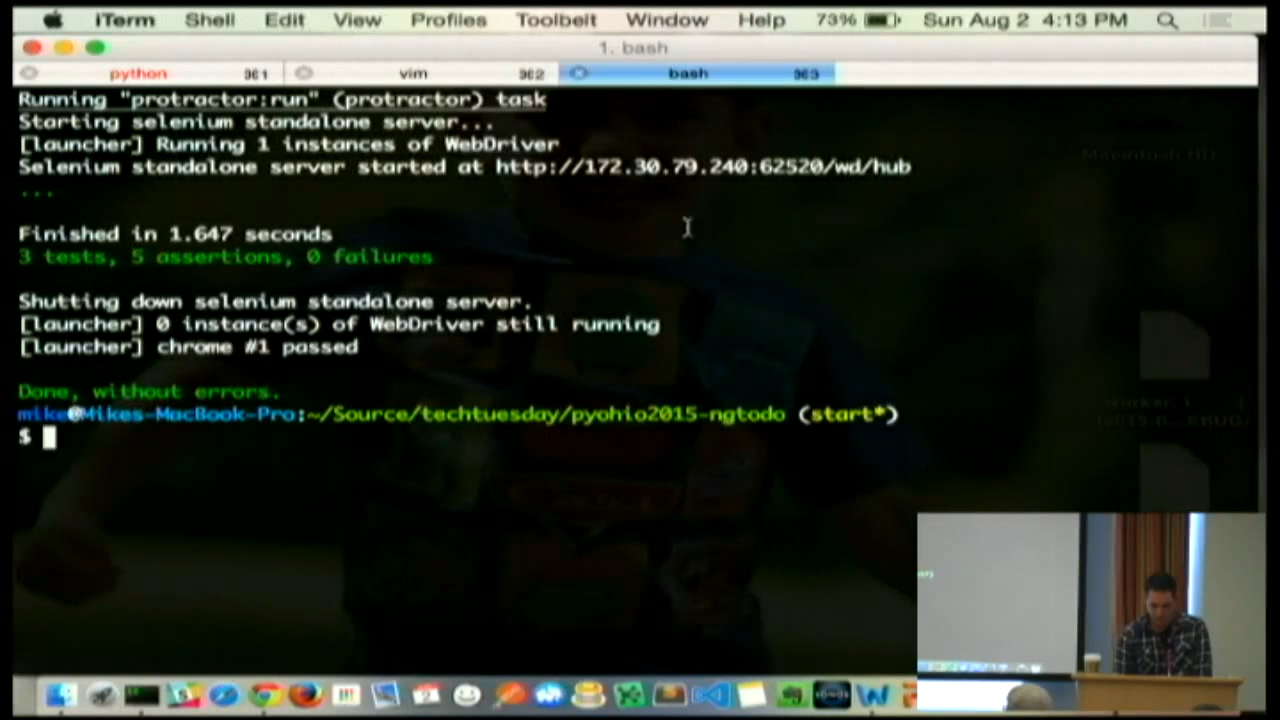 iTerm Shell Edit View Profiles Toolbelt Window Help 73% Sun Aug 2 4:13 PM
1. bash
python ⌘1 vim ⌘2 bash ⌘3
Running "protractor:run" (protractor) task
Starting selenium standalone server...
[launcher] Running 1 instances of WebDriver
Selenium standalone server started at http://172.30.79.240:62520/wd/hub
...
Finished in 1.647 seconds
3 tests, 5 assertions, 0 failures
Shutting down selenium standalone server.
[launcher] 0 instance(s) of WebDriver still running
[launcher] chrome #1 passed
Done, without errors.
mike@Mikes-MacBook-Pro:~/Source/techtuesday/pyohio2015-ngtodo (start*)
$
Macintosh HD
SONOS